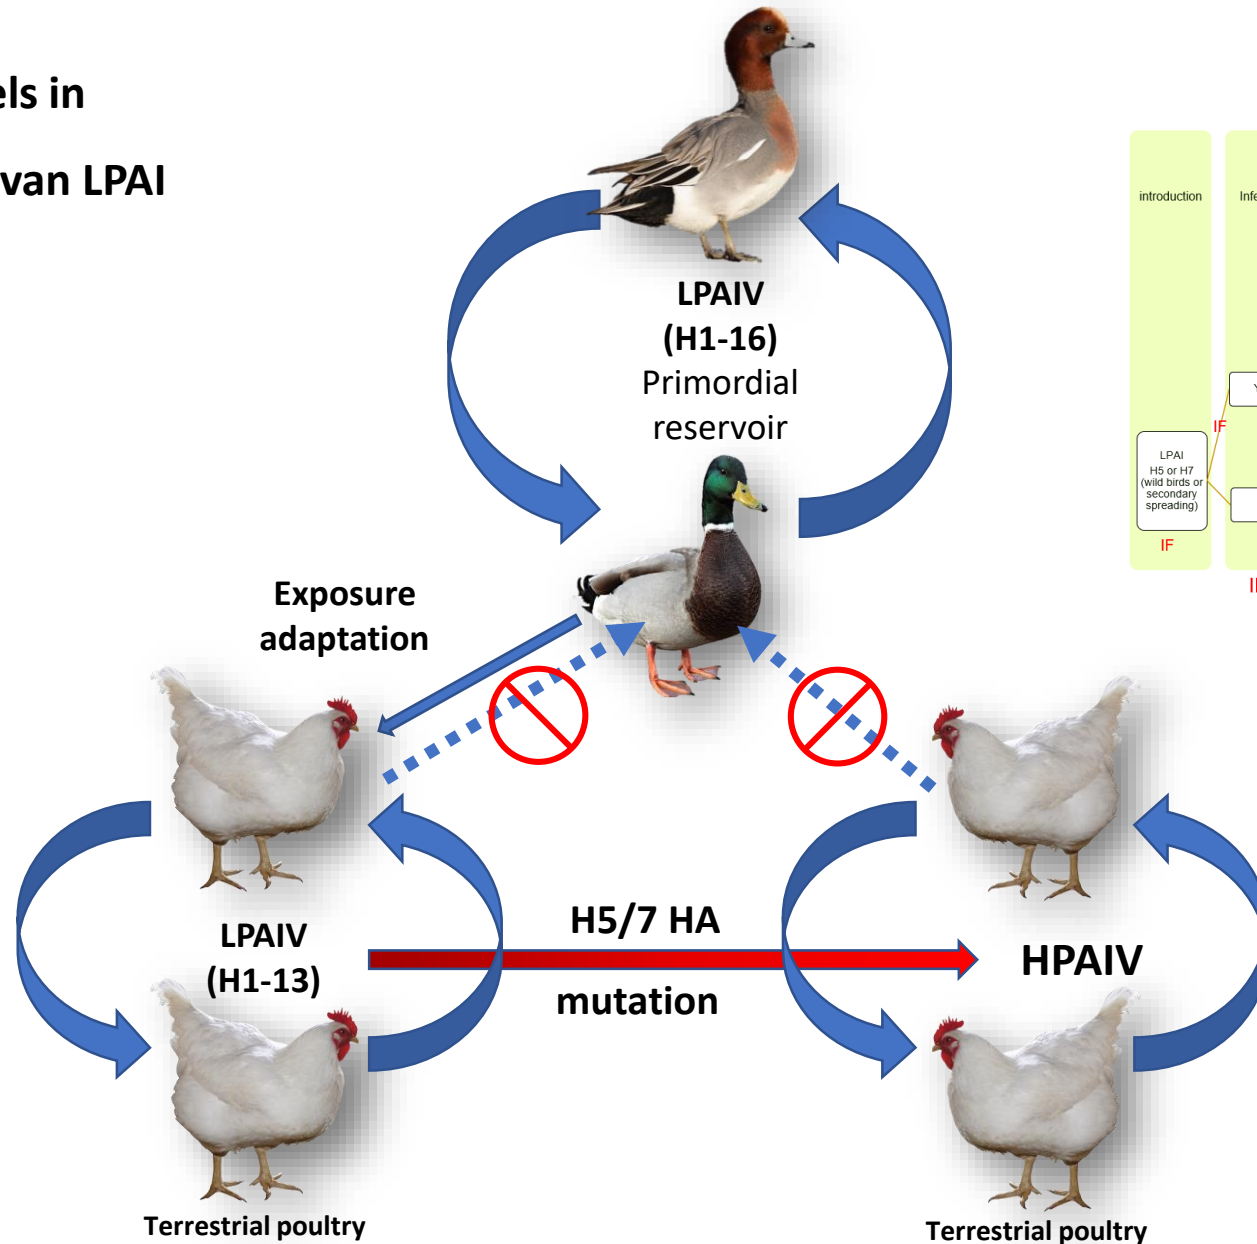 els in
van LPAI
LPAIV
(H1-16)
Primordial
reservoir
introduction
IF
LPAI
H5 or H7
(wild birds or
secondary
spreading)
IF
Exposure
adaptation
LPAIV
(H1-13)
H5/7 HA
mutation
HPAIV
Terrestrial poultry
Terrestrial poultry